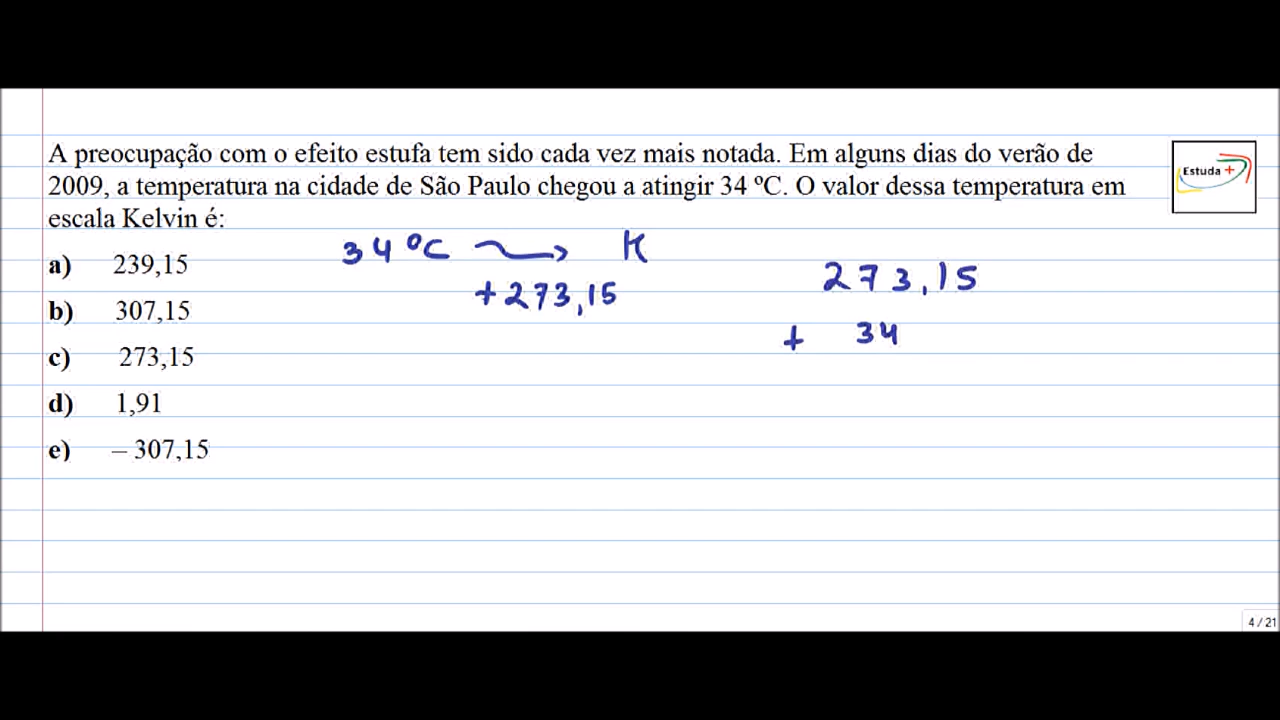 A preocupação com o efeito estufa tem sido cada vez mais notada. Em alguns dias do verão de
2009, a temperatura na cidade de São Paulo chegou a atingir 34 ºC. O valor dessa temperatura em
escala Kelvin é:
a) 239,15
b) 307,15
c) 273,15
d) 1,91
e) – 307,15
34 ºC K
+273,15
273,15
+ 34
Estuda +
4 / 21